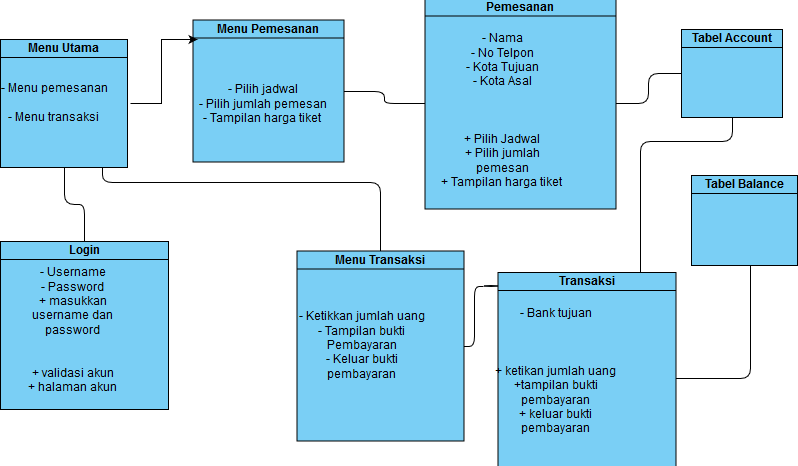 Menu Utama
- Menu pemesanan
- Menu transaksi
Menu Pemesanan
- Pilih jadwal
- Pilih jumlah pemesan
- Tampilan harga tiket
Pemesanan
- Nama
- No Telpon
- Kota Tujuan
- Kota Asal
+ Pilih Jadwal
+ Pilih jumlah
pemesan
+ Tampilan harga tiket
Tabel Account
Tabel Balance
Login
- Username
- Password
+ masukkan
username dan
password
+ validasi akun
+ halaman akun
Menu Transaksi
- Ketikkan jumlah uang
- Tampilan bukti
Pembayaran
- Keluar bukti
pembayaran
Transaksi
- Bank tujuan
+ ketikan jumlah uang
+tampilan bukti
pembayaran
+ keluar bukti
pembayaran